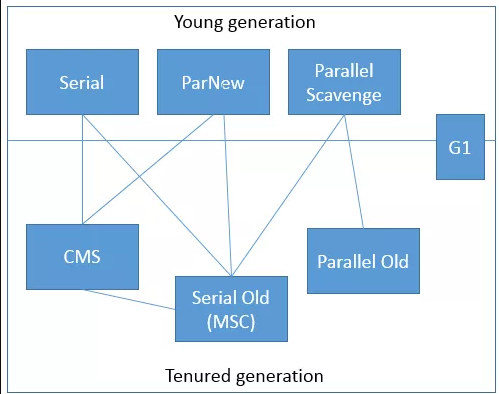 Young generation
Serial
ParNew
Parallel
Scavenge
G1
CMS
Serial Old
(MSC)
Parallel Old
Tenured generation